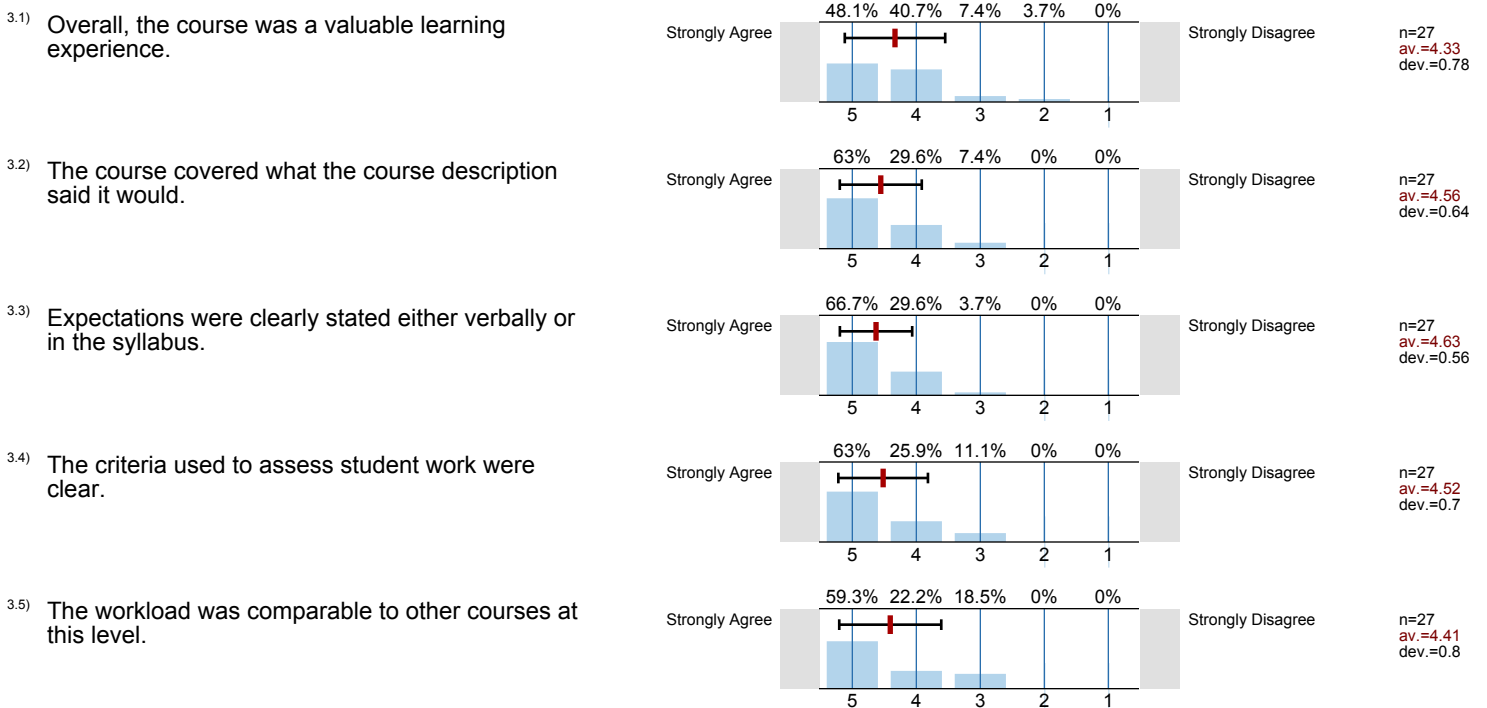 3.1) Overall, the course was a valuable learning
experience.
48.1% 40.7% 7.4% 3.7% 0%
Strongly Agree
Strongly Disagree
n=27
av.=4.33
dev.=0.78
5 4 3 2 1
3.2) The course covered what the course description
said it would.
63% 29.6% 7.4% 0% 0%
Strongly Agree
Strongly Disagree
n=27
av.=4.56
dev.=0.64
5 4 3 2 1
3.3) Expectations were clearly stated either verbally or
in the syllabus.
66.7% 29.6% 3.7% 0% 0%
Strongly Agree
Strongly Disagree
n=27
av.=4.63
dev.=0.56
5 4 3 2 1
3.4) The criteria used to assess student work were
clear.
63% 25.9% 11.1% 0% 0%
Strongly Agree
Strongly Disagree
n=27
av.=4.52
dev.=0.7
5 4 3 2 1
3.5) The workload was comparable to other courses at
this level.
59.3% 22.2% 18.5% 0% 0%
Strongly Agree
Strongly Disagree
n=27
av.=4.41
dev.=0.8
5 4 3 2 1